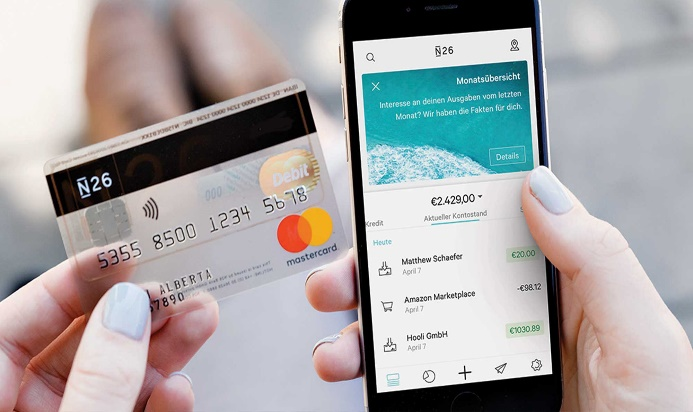 N26
Debit
5355 8500 1234 5678
ALBERTA
67890
mastercard
N26
Monatsübersicht
Interesse an deinen Ausgaben vom letzten
Monat? Wir haben die Fakten für dich.
Details
€2.429,00
Kredit
Aktueller Kontostand
Heute
Matthew Schaefer
€20.00
April 7
Amazon Marketplace
-€98.12
April 7
Hooli GmbH
€1030.89
April 7